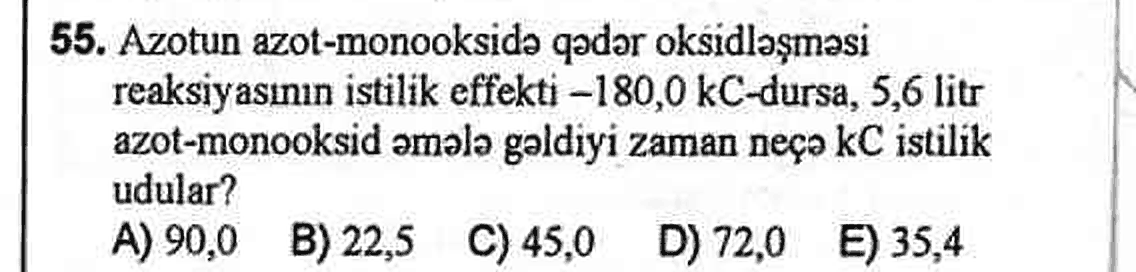 55. Azotun azot-monooksidə qədər oksidləşməsi
reaksiyasının istilik effekti –180,0 kC-dursa, 5,6 litr
azot-monooksid əmələ gəldiyi zaman neçə kC istilik
udular?
A) 90,0 B) 22,5 C) 45,0 D) 72,0 E) 35,4